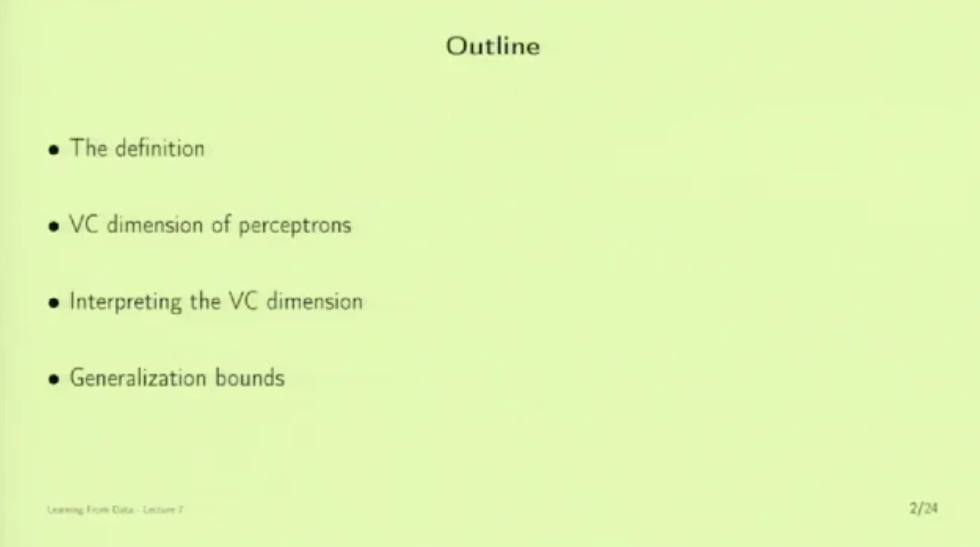 Outline
• The definition
• VC dimension of perceptrons
• Interpreting the VC dimension
• Generalization bounds
Learning From Data - Lecture 7
2/24